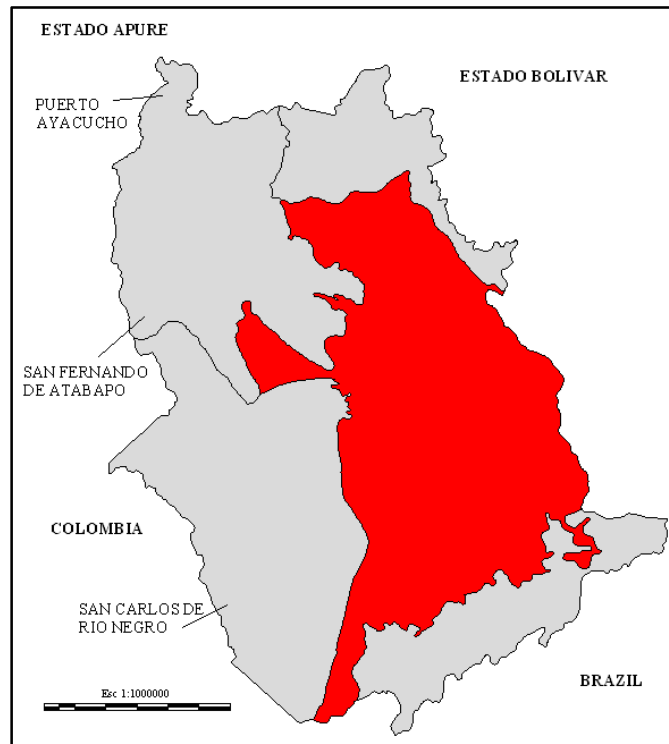 ESTADO APURE
ESTADO BOLIVAR
PUERTO
AYACUCHO
SAN FERNANDO
DE ATABAPO
COLOMBIA
SAN CARLOS DE
RIO NEGRO
BRAZIL
Esc 1:1000000